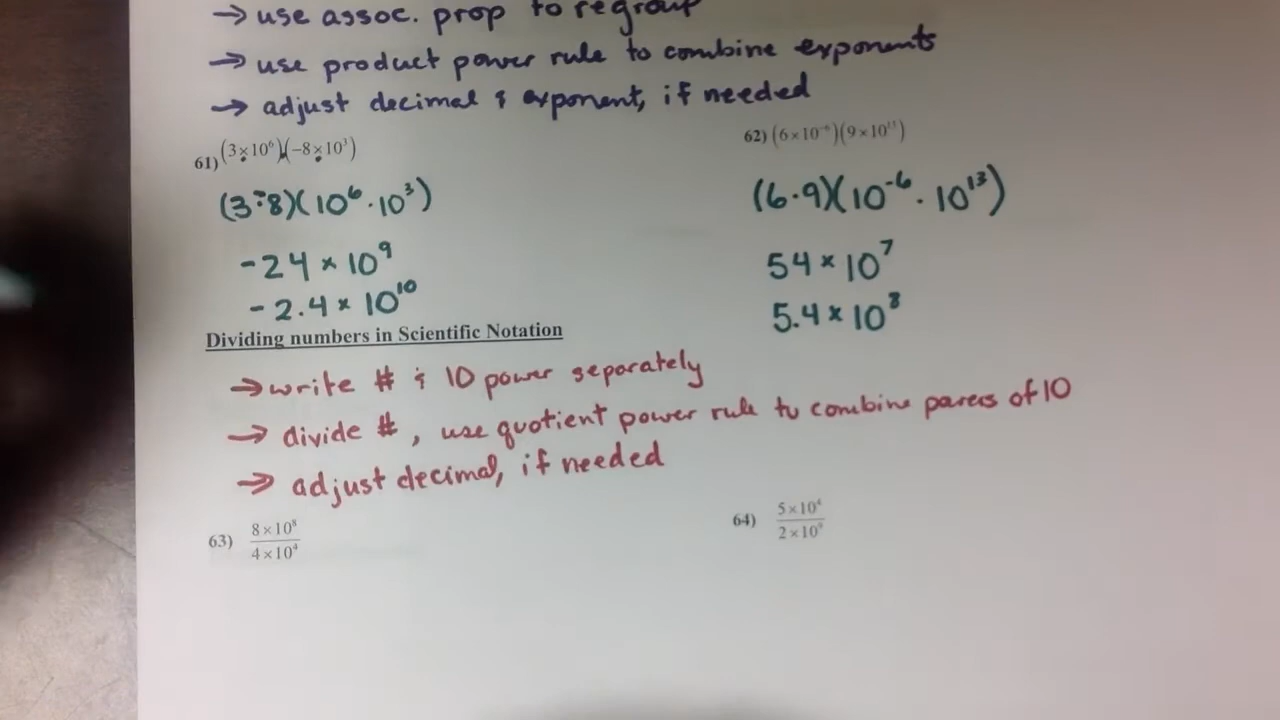 → use assoc. prop to regroup
→ use product power rule to combine exponents
→ adjust decimal & exponent, if needed
61) (3×10⁶)(−8×10³)
62) (6×10⁻⁶)(9×10¹³)
(3·-8)(10⁶·10³)
(6·9)(10⁻⁶·10¹³)
-24 × 10⁹
54 × 10⁷
-2.4 × 10¹⁰
5.4 × 10⁸
Dividing numbers in Scientific Notation
→ write # & 10 power separately
→ divide #, use quotient power rule to combine powers of 10
→ adjust decimal, if needed
63) 8×10⁸
4×10⁴
64) 5×10⁴
2×10⁹